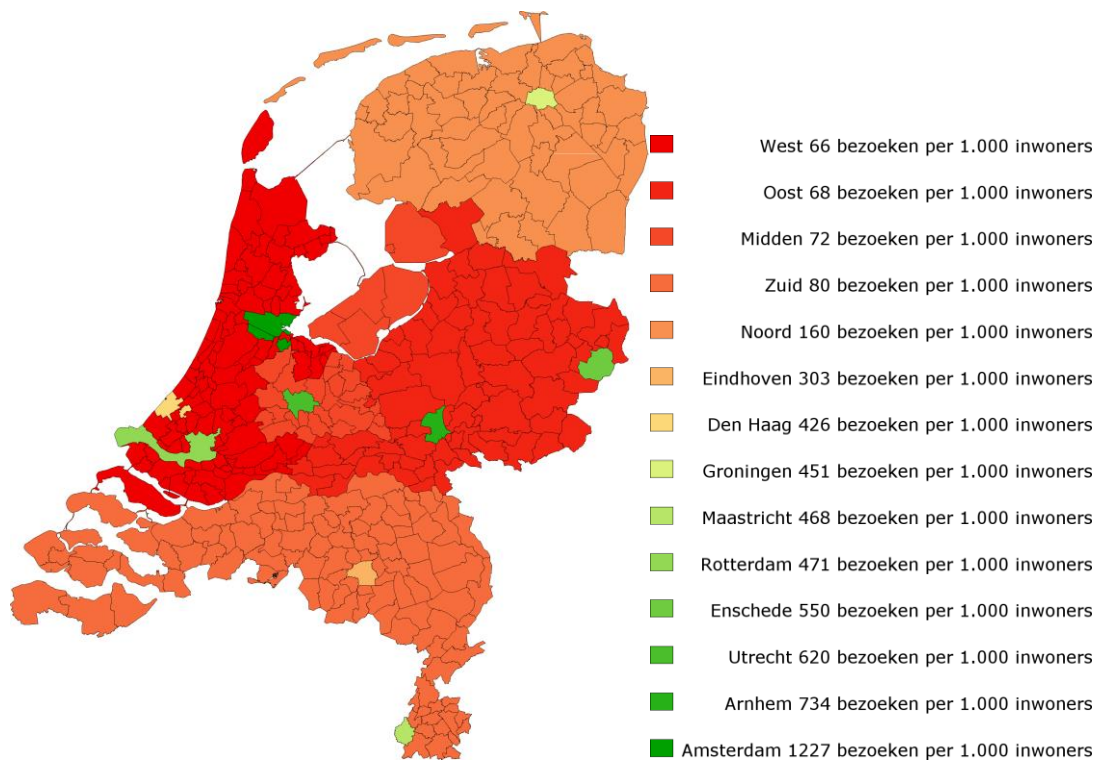 West 66 bezoeken per 1.000 inwoners
Oost 68 bezoeken per 1.000 inwoners
Midden 72 bezoeken per 1.000 inwoners
Zuid 80 bezoeken per 1.000 inwoners
Noord 160 bezoeken per 1.000 inwoners
Eindhoven 303 bezoeken per 1.000 inwoners
Den Haag 426 bezoeken per 1.000 inwoners
Groningen 451 bezoeken per 1.000 inwoners
Maastricht 468 bezoeken per 1.000 inwoners
Rotterdam 471 bezoeken per 1.000 inwoners
Enschede 550 bezoeken per 1.000 inwoners
Utrecht 620 bezoeken per 1.000 inwoners
Arnhem 734 bezoeken per 1.000 inwoners
Amsterdam 1227 bezoeken per 1.000 inwoners